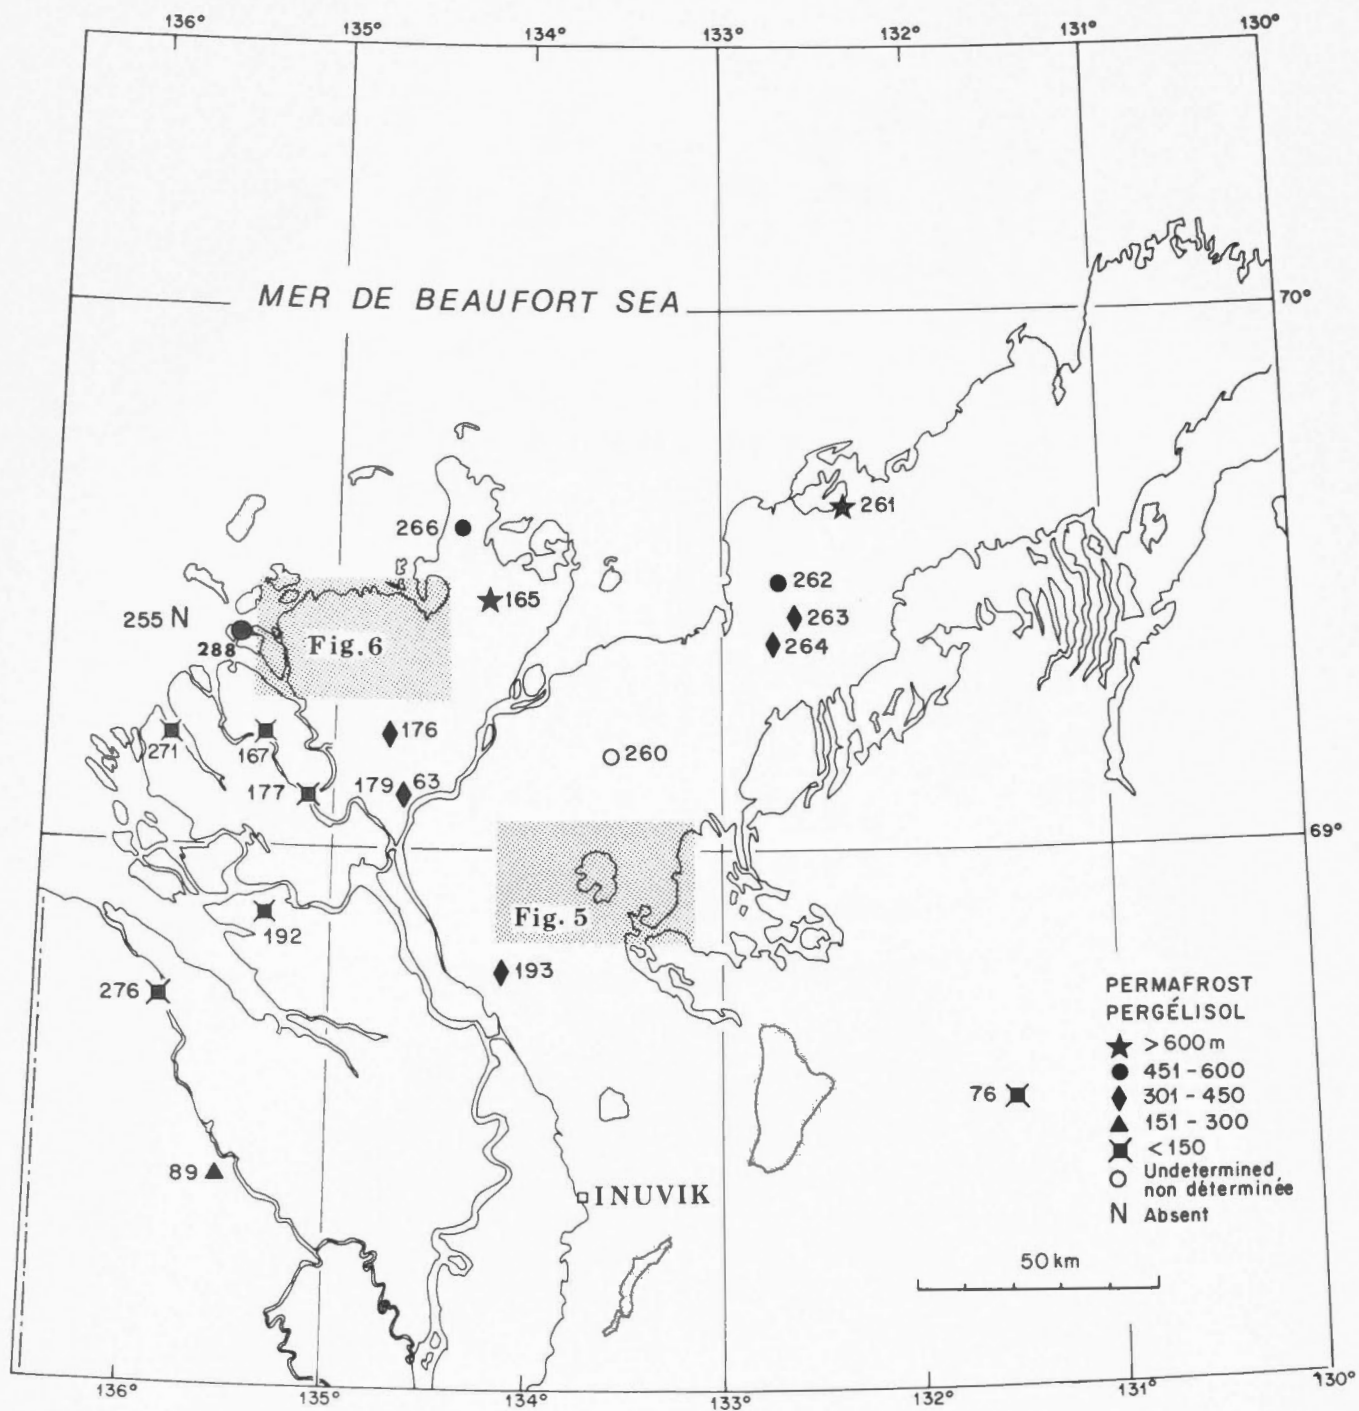 136° 135° 134° 133° 132° 131° 130°
MER DE BEAUFORT SEA
70°
266
261
262
165
263
255 N
288
Fig.6
264
271
167
176
260
177
179
63
69°
Fig. 5
192
193
276
PERMAFROST
PERGÉLISOL
> 600 m
451 - 600
301 - 450
151 - 300
< 150
Undetermined
non déterminée
N Absent
76
89
INUVIK
50 km
136° 135° 134° 133° 132° 131° 130°